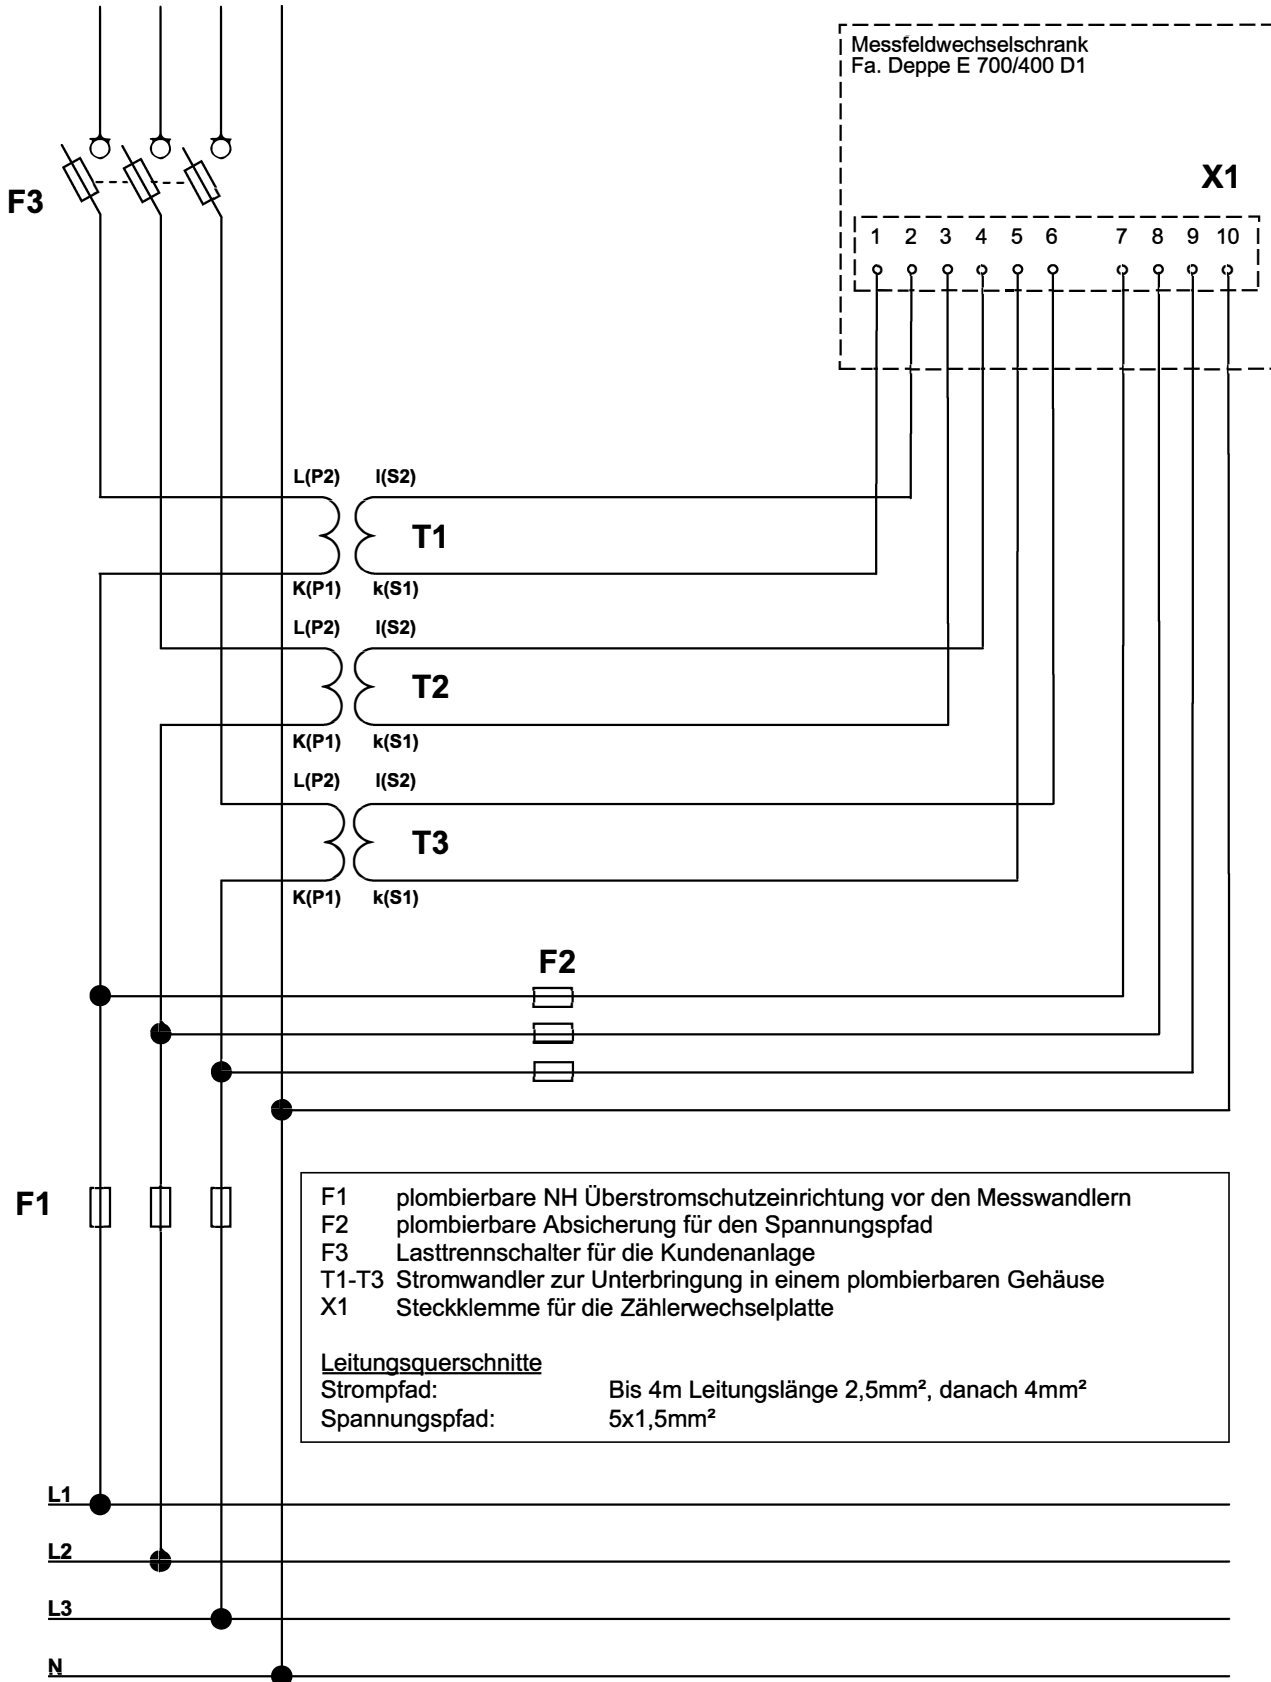 Messfeldwechselschrank
Fa. Deppe E 700/400 D1
X1
F3
1 2 3 4 5 6 7 8 9 10
L(P2) l(S2)
T1
K(P1) k(S1)
L(P2) l(S2)
T2
K(P1) k(S1)
L(P2) l(S2)
T3
K(P1) k(S1)
F2
F1
F1 plombierbare NH Überstromschutzeinrichtung vor den Messwandlern
F2 plombierbare Absicherung für den Spannungspfad
F3 Lasttrennschalter für die Kundenanlage
T1-T3 Stromwandler zur Unterbringung in einem plombierbaren Gehäuse
X1 Steckklemme für die Zählerwechselplatte
Leitungsquerschnitte
Strompfad: Bis 4m Leitungslänge 2,5mm², danach 4mm²
Spannungspfad: 5x1,5mm²
L1
L2
L3
N